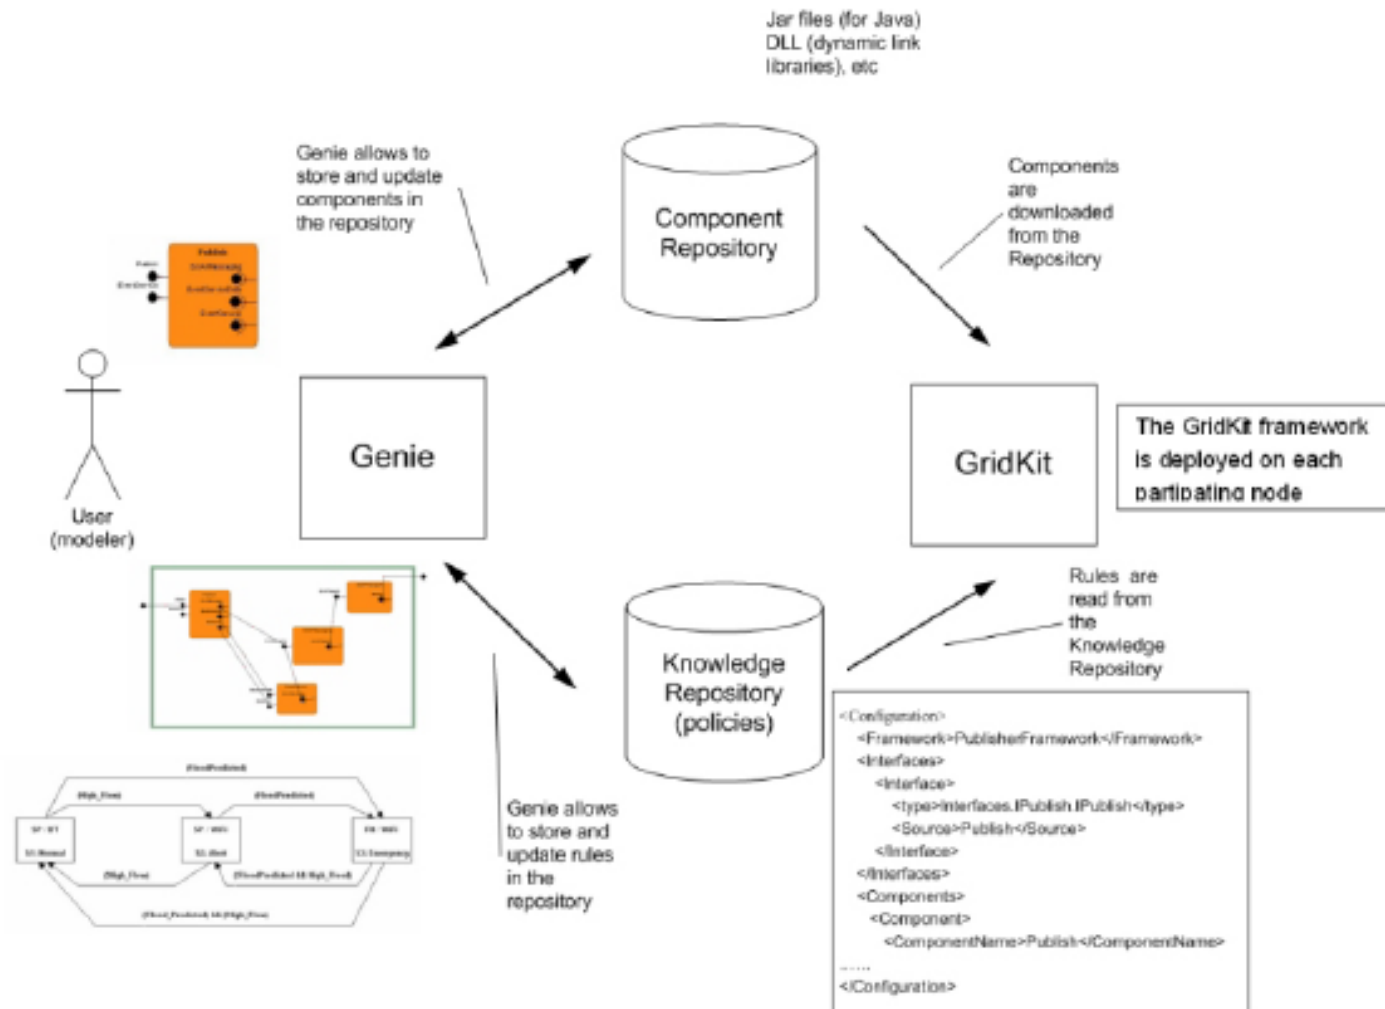 Jar files (for Java)
DLL (dynamic link
libraries), etc
Genie allows to
store and update
components in
the repository
Component
Repository
Components
are
downloaded
from the
Repository
Publish
User
(modeler)
Genie
GridKit
The GridKit framework
is deployed on each
partipating node
Rules are
read from
the
Knowledge
Repository
Knowledge
Repository
(policies)
Genie allows
to store and
update rules
in the
repository
<Configuration>
<Framework>PublisherFramework</Framework>
<Interfaces>
<Interface>
<type>Interfaces.IPublish.IPublish</type>
<Source>Publish</Source>
</Interface>
</Interfaces>
<Components>
<Component>
<ComponentName>Publish</ComponentName>
......
</Configuration>
(High_Flow)